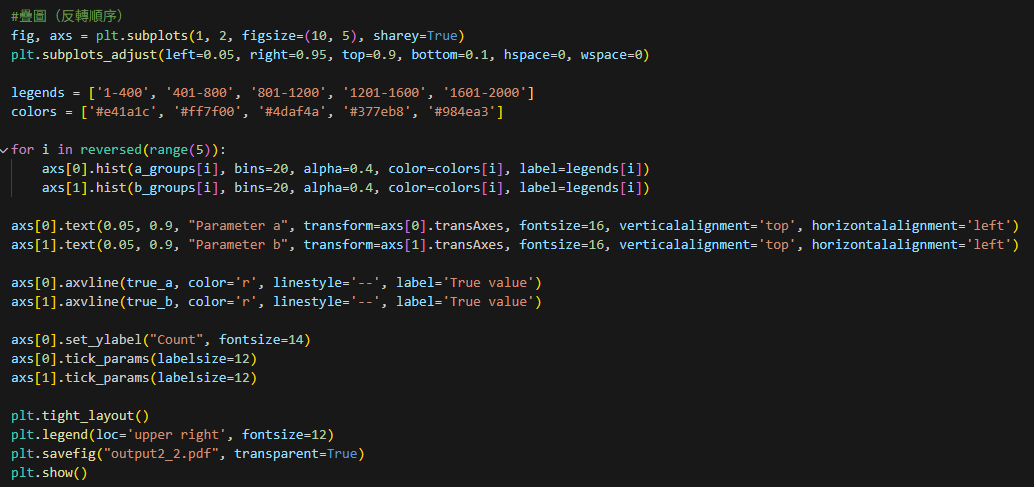 #疊圖（反轉順序）
fig, axs = plt.subplots(1, 2, figsize=(10, 5), sharey=True)
plt.subplots_adjust(left=0.05, right=0.95, top=0.9, bottom=0.1, hspace=0, wspace=0)

legends = ['1-400', '401-800', '801-1200', '1201-1600', '1601-2000']
colors = ['#e41a1c', '#ff7f00', '#4daf4a', '#377eb8', '#984ea3']

for i in reversed(range(5)):
    axs[0].hist(a_groups[i], bins=20, alpha=0.4, color=colors[i], label=legends[i])
    axs[1].hist(b_groups[i], bins=20, alpha=0.4, color=colors[i], label=legends[i])

axs[0].text(0.05, 0.9, "Parameter a", transform=axs[0].transAxes, fontsize=16, verticalalignment='top', horizontalalignment='left')
axs[1].text(0.05, 0.9, "Parameter b", transform=axs[1].transAxes, fontsize=16, verticalalignment='top', horizontalalignment='left')

axs[0].axvline(true_a, color='r', linestyle='--', label='True value')
axs[1].axvline(true_b, color='r', linestyle='--', label='True value')

axs[0].set_ylabel("Count", fontsize=14)
axs[0].tick_params(labelsize=12)
axs[1].tick_params(labelsize=12)

plt.tight_layout()
plt.legend(loc='upper right', fontsize=12)
plt.savefig("output2_2.pdf", transparent=True)
plt.show()